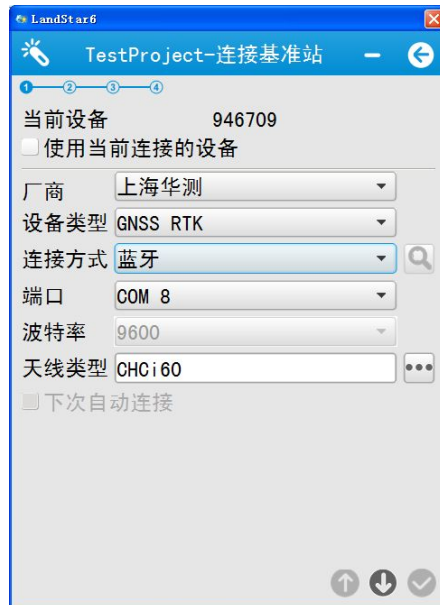 LandStar6
TestProject-连接基准站
1 2 3 4
当前设备 946709
使用当前连接的设备
厂商 上海华测
设备类型 GNSS RTK
连接方式 蓝牙
端口 COM 8
波特率 9600
天线类型 CHCi60
下次自动连接